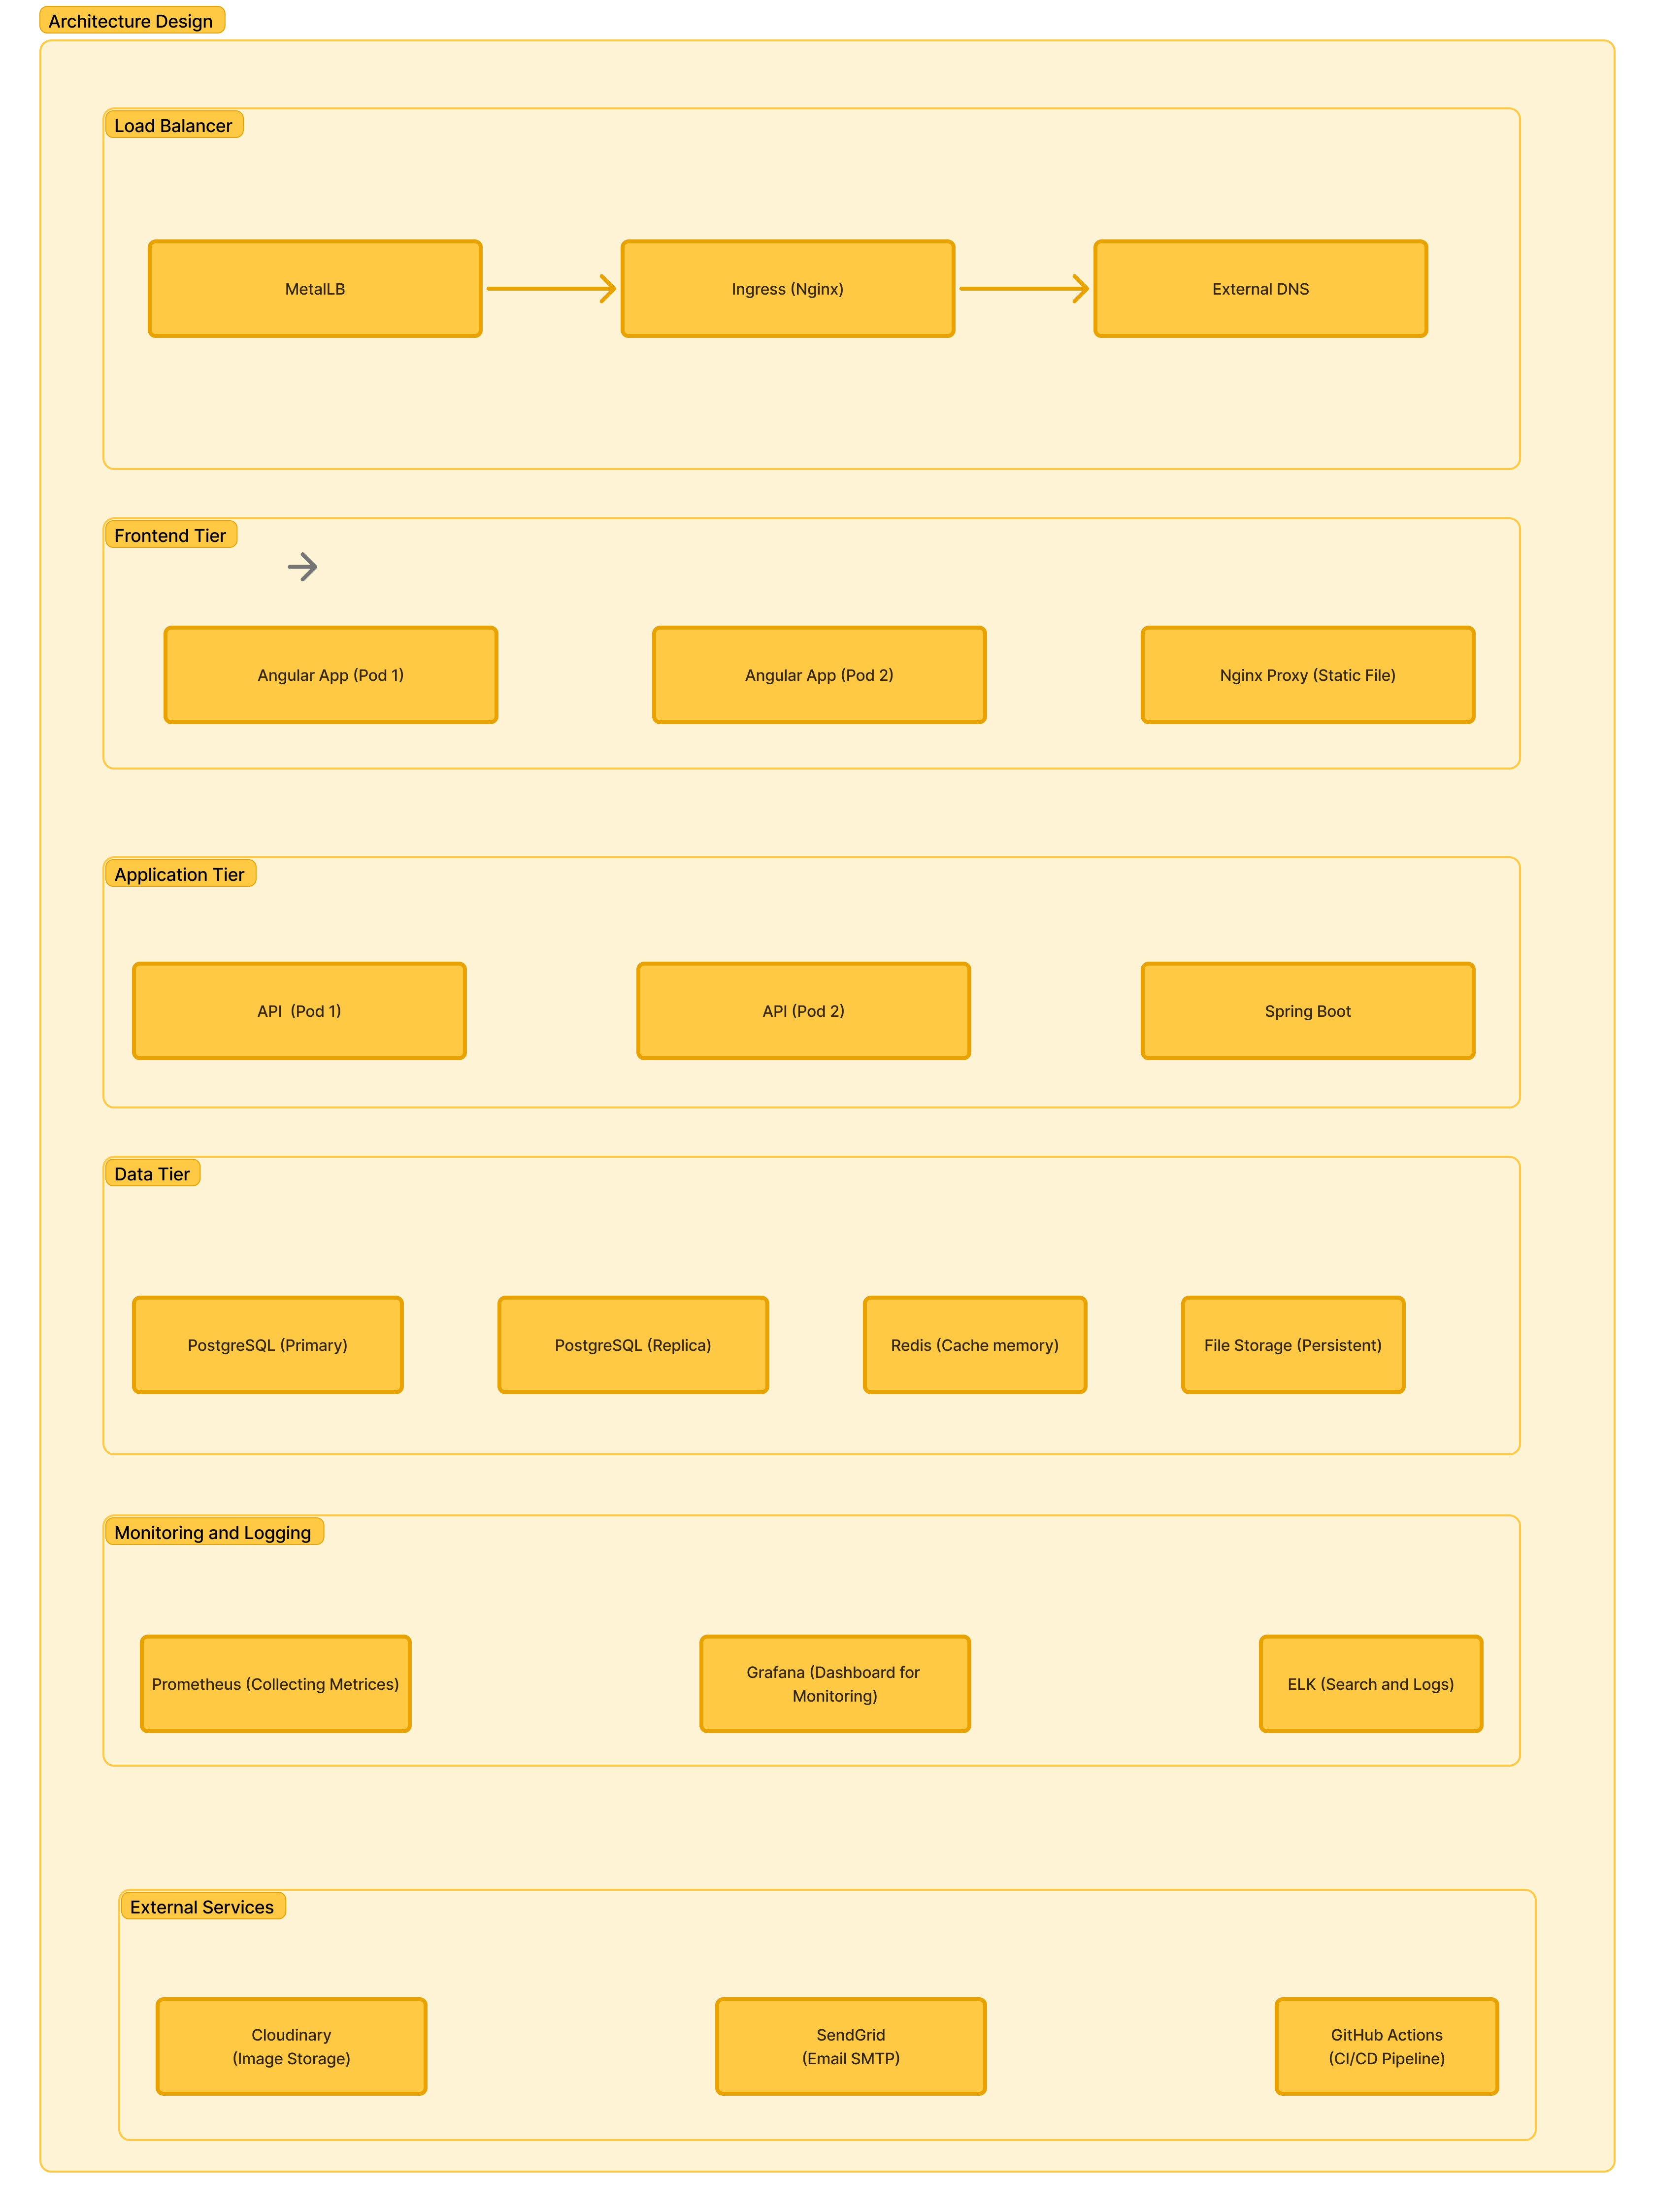 Architecture Design
Load Balancer
MetalLB
Ingress (Nginx)
External DNS
Frontend Tier
Angular App (Pod 1)
Angular App (Pod 2)
Nginx Proxy (Static File)
Application Tier
API  (Pod 1)
API (Pod 2)
Spring Boot
Data Tier
PostgreSQL (Primary)
PostgreSQL (Replica)
Redis (Cache memory)
File Storage (Persistent)
Monitoring and Logging
Prometheus (Collecting Metrices)
Grafana (Dashboard for
Monitoring)
ELK (Search and Logs)
External Services
Cloudinary
(Image Storage)
SendGrid
(Email SMTP)
GitHub Actions
(CI/CD Pipeline)